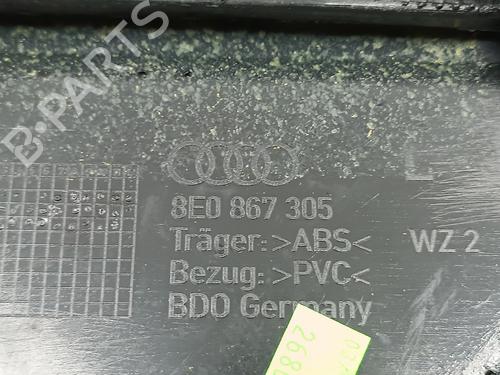 B-PARTS
L
8E0 867 305
Träger: >ABS< WZ 2
Bezug: >PVC<
BDO Germany